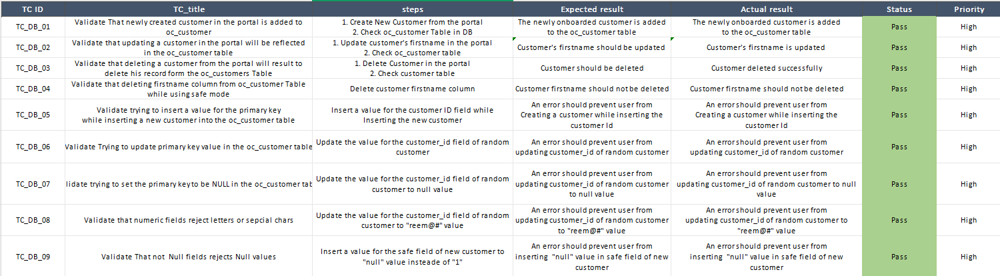 TC ID TC_title steps Expected result Actual result Status Priority
TC_DB_01
Validate That newly created customer in the portal is added to
oc_customer
1. Create New Customer from the portal
2. Check oc_customer Table in DB
The newly onboarded customer is added
to the oc_customer table
The newly onboarded customer is added
to the oc_customer table
Pass
High
TC_DB_02
Validate that updating a customer in the portal will be reflected
in the oc_customer table
1. Update customer's firstname in the portal
2. Check oc_customer table
Customer's firstname should be updated
Customer's firstname is updated
Pass
High
TC_DB_03
Validate that deleting a customer from the portal will result to
delete his record form the oc_customers Table
1. Delete Customer in the portal
2. Check customer table
Customer should be deleted
Customer deleted successfully
Pass
High
TC_DB_04
Validate that deleting firstname column from oc_customer Table
while using safe mode
Delete customer firstname column
Customer firstname should not be deleted
Customer firstname should not be deleted
Pass
High
TC_DB_05
Validate trying to insert a value for the primary key
while inserting a new customer into the oc_customer table
Insert a value for the customer ID field while
Inserting the new customer
An error should prevent user from
Creating a customer while inserting the
customer Id
An error should prevent user from
Creating a customer while inserting the
customer Id
Pass
High
TC_DB_06
Validate Trying to update primary key value in the oc_customer table
Update the value for the customer_id field of random
customer
An error should prevent user from
updating customer_id of random customer
An error should prevent user from
updating customer_id of random customer
Pass
High
TC_DB_07
lidate trying to set the primary key to be NULL in the oc_customer tab
Update the value for the customer_id field of random
customer to null value
An error should prevent user from
updating customer_id of random customer
to null value
An error should prevent user from
updating customer_id of random customer to null
value
Pass
High
TC_DB_08
Validate that numeric fields reject letters or sepcial chars
Update the value for the customer_id field of random
customer to "reem@#" value
An error should prevent user from
updating customer_id of random customer
to "reem@#" value
An error should prevent user from
updating customer_id of random customer to
"reem@#" value
Pass
High
TC_DB_09
Validate That not Null fields rejects Null values
Insert a value for the safe field of new customer to
"null" value insteade of "1"
An error should prevent user from
inserting "null" value in safe field of new
customer
An error should prevent user from
inserting "null" value in safe field of new
customer
Pass
High